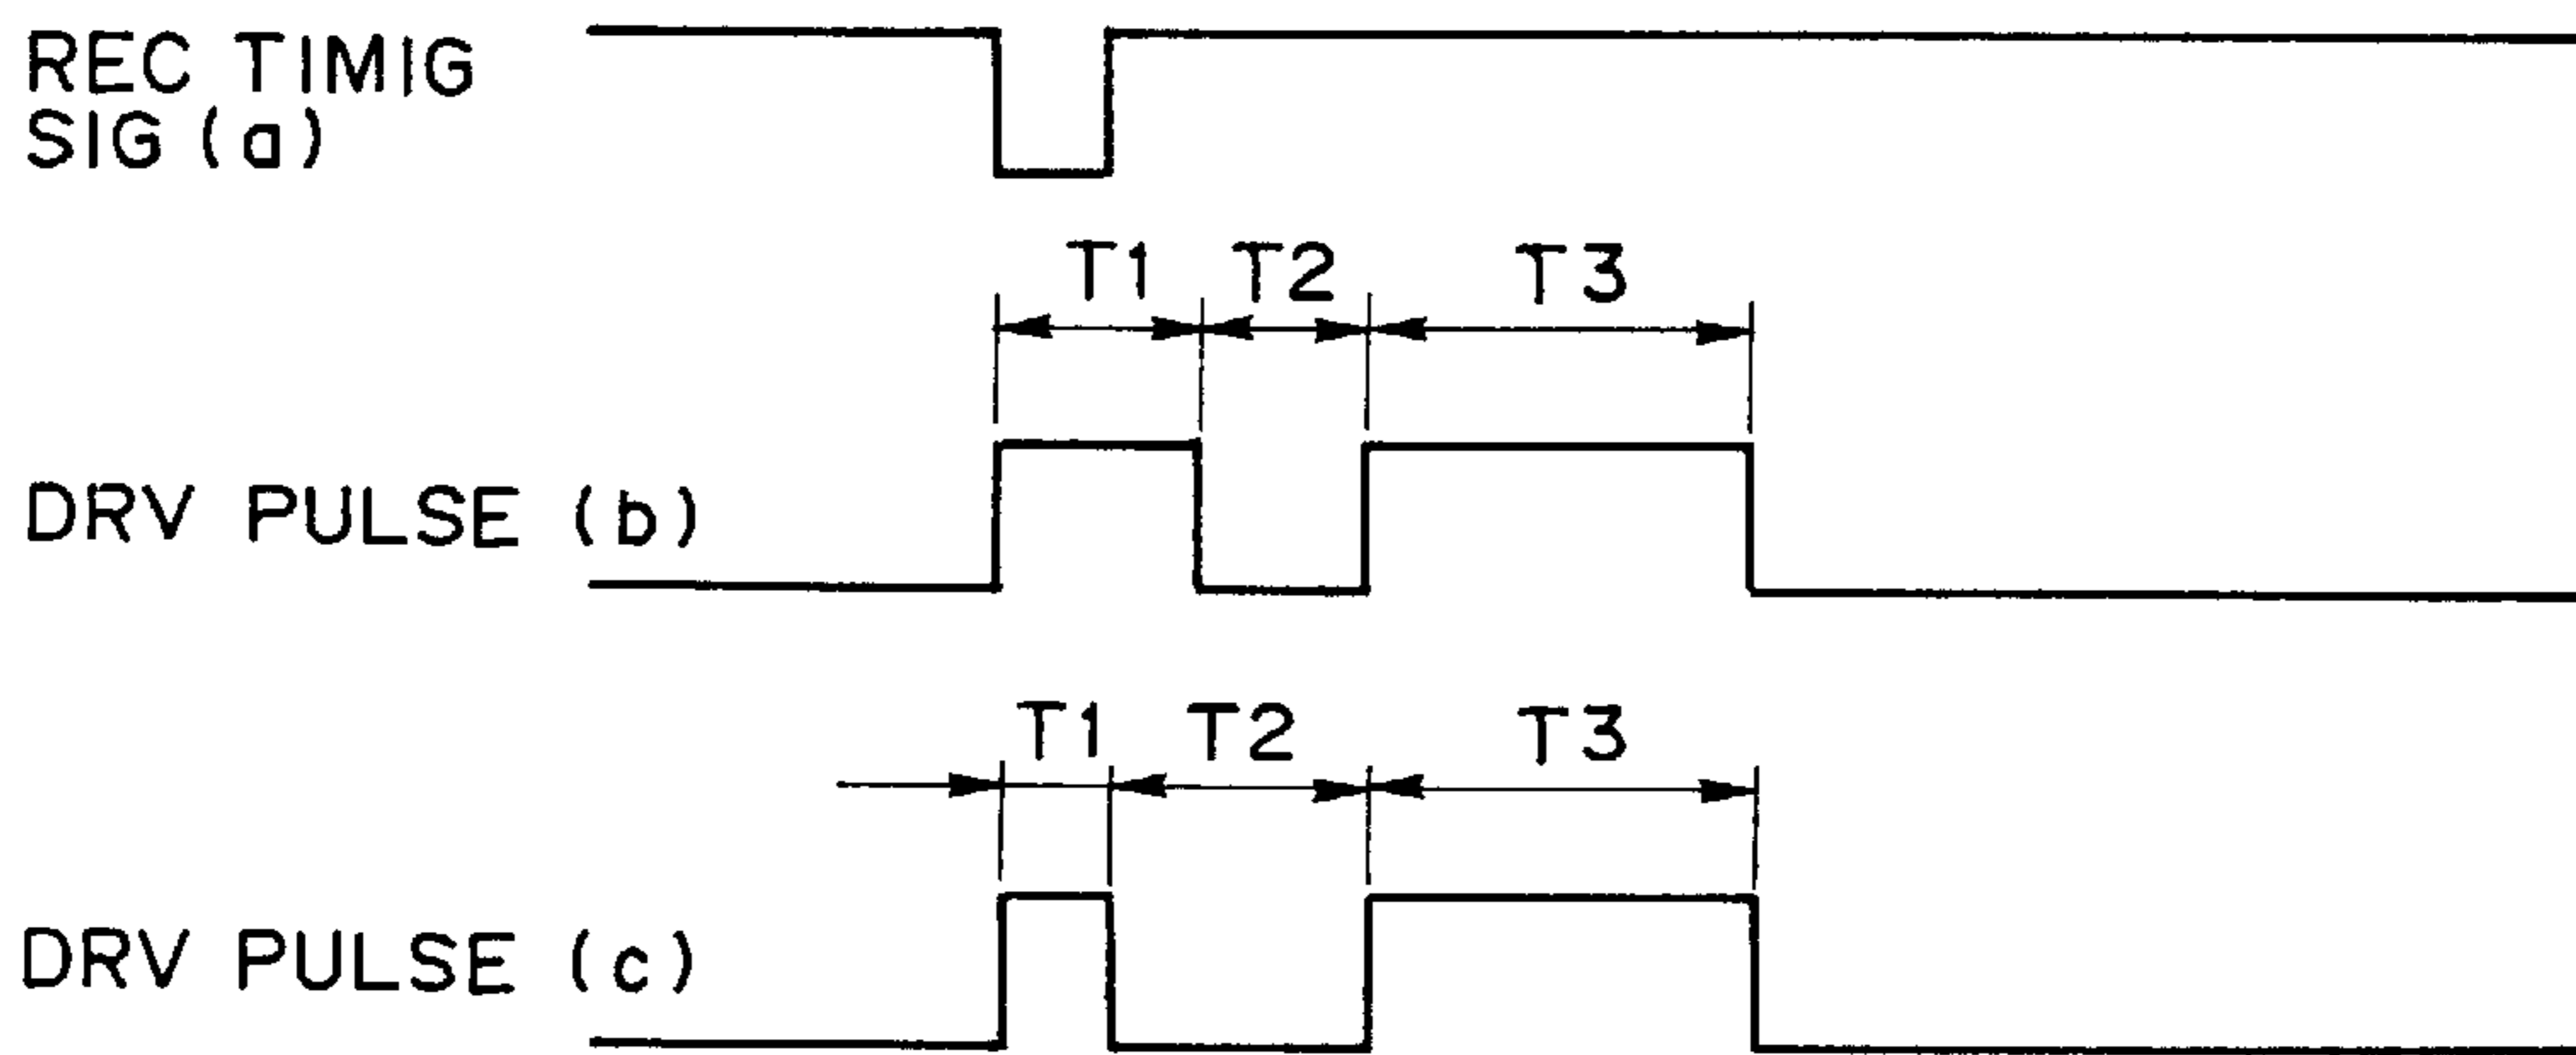 REC TIMIG
SIG (a)
T1 T2 T3
DRV PULSE (b)
T1 T2 T3
DRV PULSE (c)